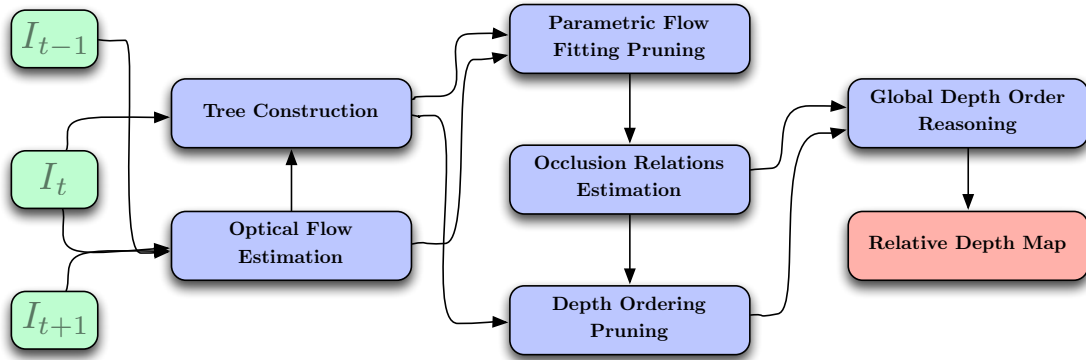 I_{t-1}
I_t
I_{t+1}
Tree Construction
Optical Flow
Estimation
Parametric Flow
Fitting Pruning
Occlusion Relations
Estimation
Depth Ordering
Pruning
Global Depth Order
Reasoning
Relative Depth Map